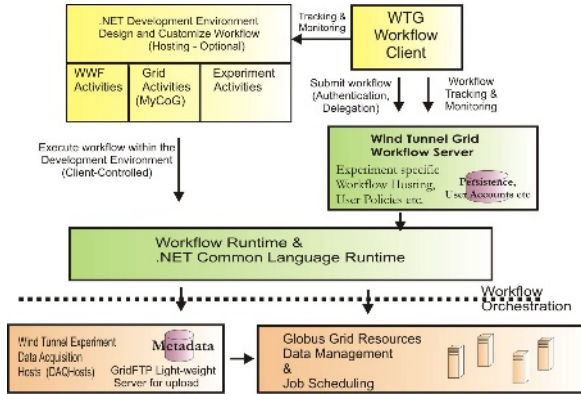 .NET Development Environment
Design and Customize Workflow
(Hosting - Optional)
WWF
Activities
Grid
Activities
(MyCoG)
Experiment
Activities
Tracking &
Monitoring
WTG
Workflow
Client
Submit workflow
(Authentication,
Delegation)
Workflow
Tracking &
Monitoring
Execute workflow within the
Development Environment
(Client-Controlled)
Wind Tunnel Grid
Workflow Server
Experiment specific
Workflow Hosting,
User Policies etc.
Persistence,
User Accounts etc
Workflow Runtime &
.NET Common Language Runtime
Workflow
Orchestration
Wind Tunnel Experiment
Data Acquisition
Hosts (DAQHosts)
Metadata
GridFTP Light-weight
Server for upload
Globus Grid Resources
Data Management
&
Job Scheduling